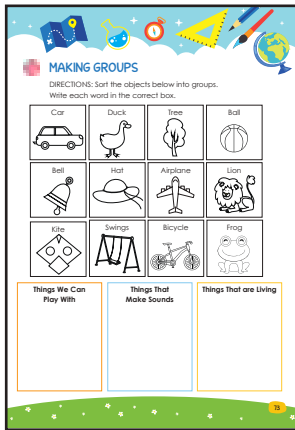 MAKING GROUPS
DIRECTIONS: Sort the objects below into groups.
Write each word in the correct box.
Car Duck Tree Ball
Bell Hat Airplane Lion
Kite Swings Bicycle Frog
Things We Can
Play With
Things That
Make Sounds
Things That are Living
73